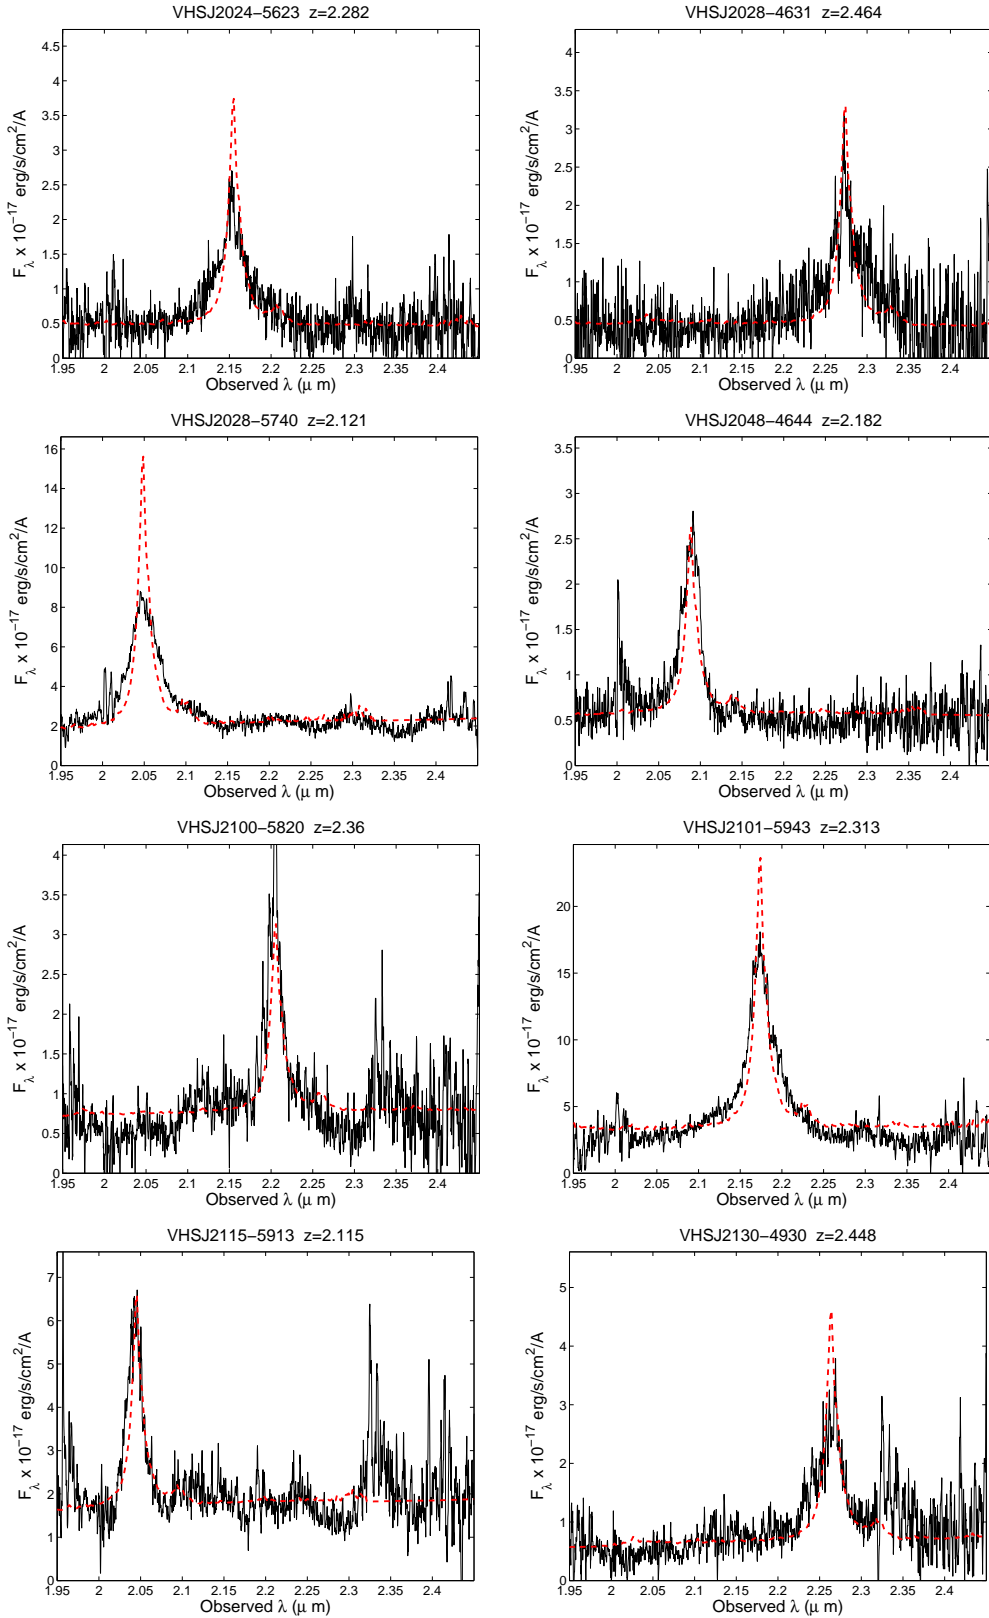 VHSJ2024−5623 z=2.282
4.5
4
3.5
3
2.5
2
1.5
1
0.5
0
F_λ x 10^−17 erg/s/cm^2/A
1.95 2 2.05 2.1 2.15 2.2 2.25 2.3 2.35 2.4
Observed λ (μ m)
VHSJ2028−4631 z=2.464
4
3.5
3
2.5
2
1.5
1
0.5
0
F_λ x 10^−17 erg/s/cm^2/A
1.95 2 2.05 2.1 2.15 2.2 2.25 2.3 2.35 2.4
Observed λ (μ m)
VHSJ2028−5740 z=2.121
16
14
12
10
8
6
4
2
0
F_λ x 10^−17 erg/s/cm^2/A
1.95 2 2.05 2.1 2.15 2.2 2.25 2.3 2.35 2.4
Observed λ (μ m)
VHSJ2048−4644 z=2.182
3.5
3
2.5
2
1.5
1
0.5
0
F_λ x 10^−17 erg/s/cm^2/A
1.95 2 2.05 2.1 2.15 2.2 2.25 2.3 2.35 2.4
Observed λ (μ m)
VHSJ2100−5820 z=2.36
4
3.5
3
2.5
2
1.5
1
0.5
0
F_λ x 10^−17 erg/s/cm^2/A
1.95 2 2.05 2.1 2.15 2.2 2.25 2.3 2.35 2.4
Observed λ (μ m)
VHSJ2101−5943 z=2.313
20
15
10
5
0
F_λ x 10^−17 erg/s/cm^2/A
1.95 2 2.05 2.1 2.15 2.2 2.25 2.3 2.35 2.4
Observed λ (μ m)
VHSJ2115−5913 z=2.115
7
6
5
4
3
2
1
0
F_λ x 10^−17 erg/s/cm^2/A
1.95 2 2.05 2.1 2.15 2.2 2.25 2.3 2.35 2.4
Observed λ (μ m)
VHSJ2130−4930 z=2.448
5
4
3
2
1
0
F_λ x 10^−17 erg/s/cm^2/A
1.95 2 2.05 2.1 2.15 2.2 2.25 2.3 2.35 2.4
Observed λ (μ m)